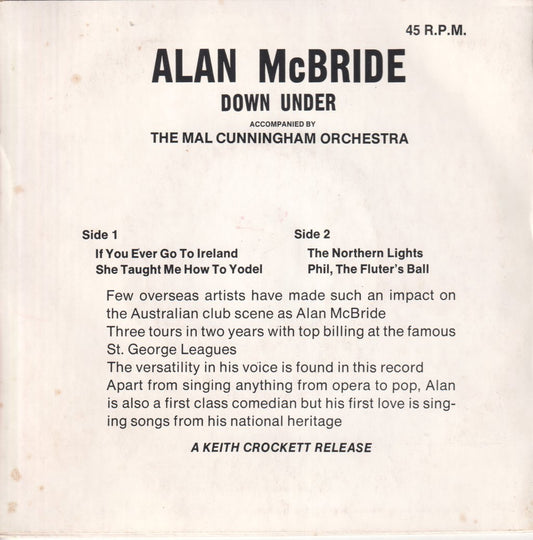 45 R.P.M.
ALAN McBRIDE
DOWN UNDER
ACCOMPANIED BY
THE MAL CUNNINGHAM ORCHESTRA
Side 1
If You Ever Go To Ireland
She Taught Me How To Yodel
Side 2
The Northern Lights
Phil, The Fluter's Ball
Few overseas artists have made such an impact on
the Australian club scene as Alan McBride
Three tours in two years with top billing at the famous
St. George Leagues
The versatility in his voice is found in this record
Apart from singing anything from opera to pop, Alan
is also a first class comedian but his first love is sing-
ing songs from his national heritage
A KEITH CROCKETT RELEASE